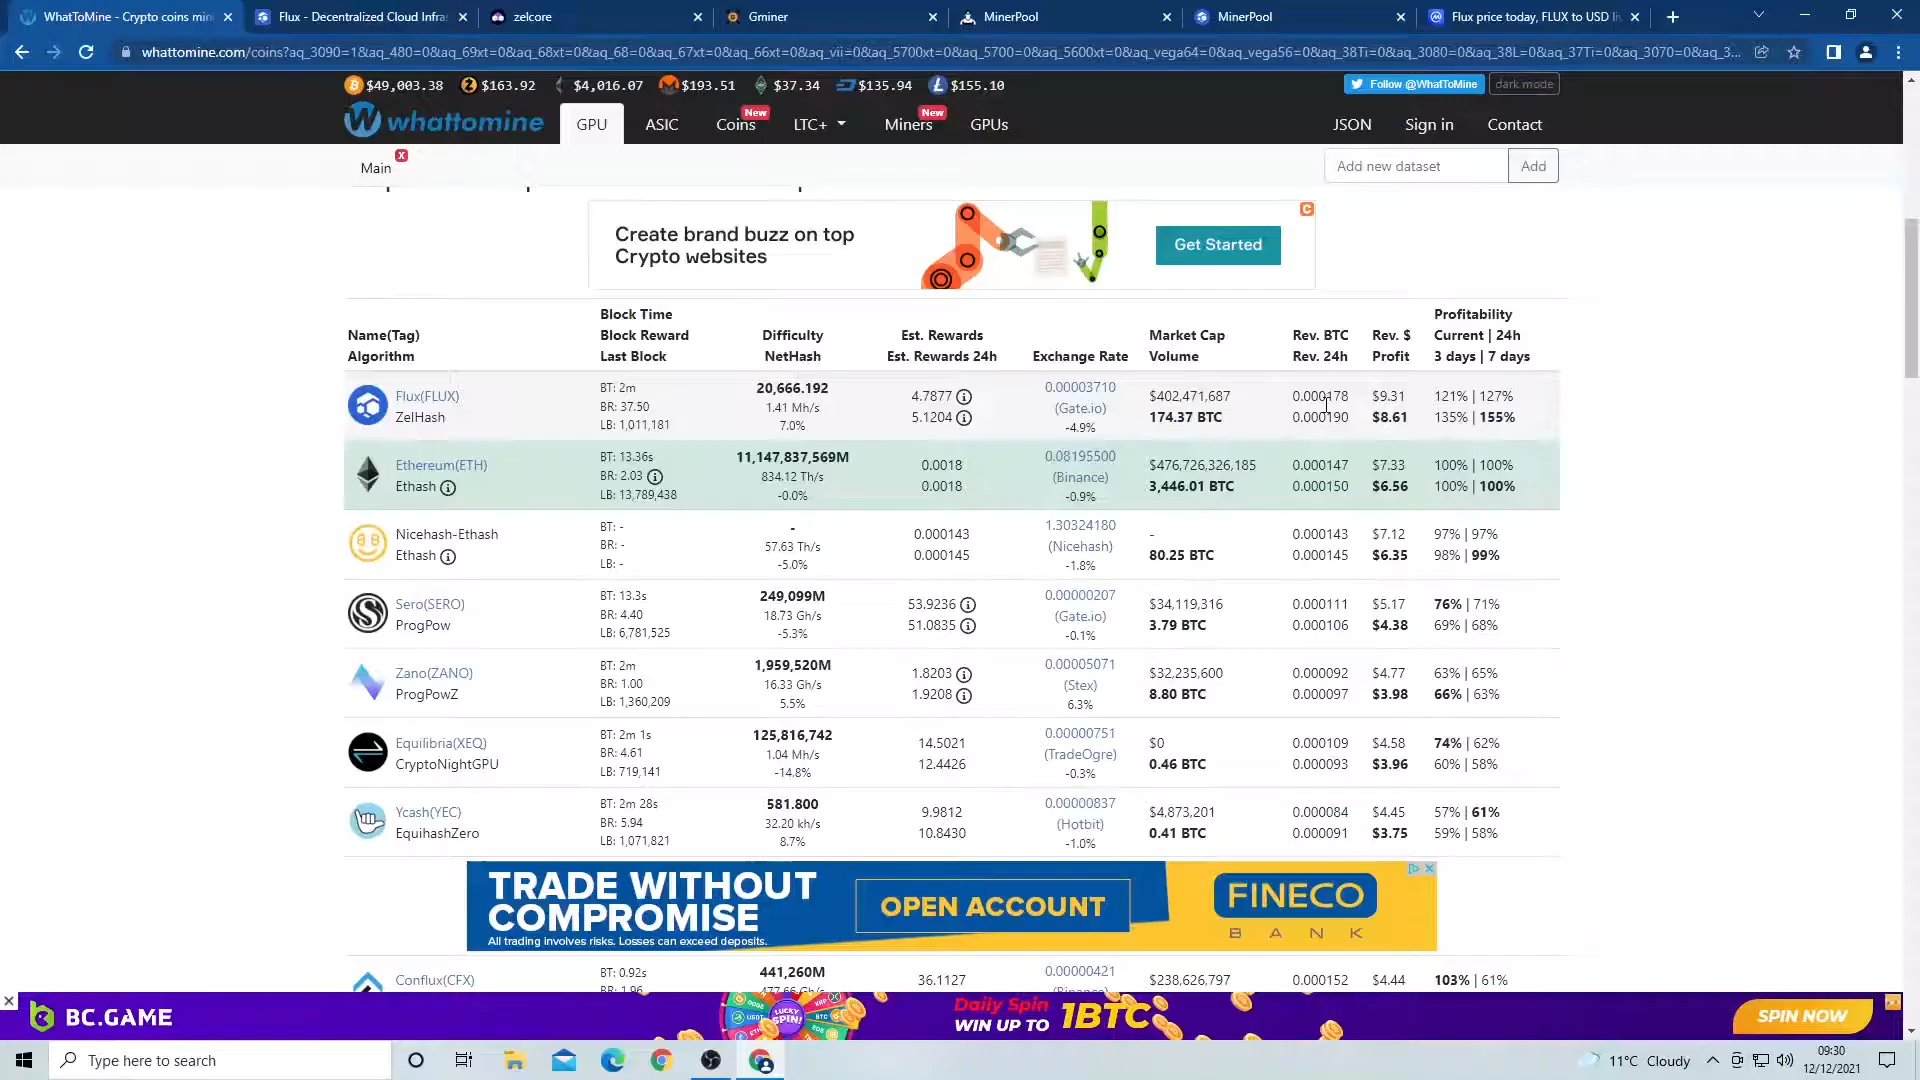 WhatToMine - Crypto coins min
Flux - Decentralized Cloud Infra
zelcore
Gminer
MinerPool
MinerPool
Flux price today, FLUX to USD li
whattomine.com/coins?aq_3090=1&aq_480=0&aq_69xt=0&aq_68xt=0&aq_68=0&aq_67xt=0&aq_66xt=0&aq_vii=0&aq_5700xt=0&aq_5700=0&aq_5600xt=0&aq_vega64=0&aq_vega56=0&aq_38Ti=0&aq_3080=0&aq_38L=0&aq_37Ti=0&aq_3070=0&aq_3...
$49,003.38 $163.92 $4,016.07 $193.51 $37.34 $135.94 $155.10
Follow @WhatToMine dark mode
whattomine GPU ASIC Coins New LTC+ Miners New GPUs JSON Sign in Contact
Main x Add new dataset Add
Create brand buzz on top
Crypto websites
Get Started
Block Time Profitability
Name(Tag) Block Reward Difficulty Est. Rewards Market Cap Rev. BTC Rev. $ Current | 24h
Algorithm Last Block NetHash Est. Rewards 24h Exchange Rate Volume Rev. 24h Profit 3 days | 7 days
Flux(FLUX) BT: 2m 20,666.192 4.7877 0.00003710 $402,471,687 0.000178 $9.31 121% | 127%
ZelHash BR: 37.50 1.41 Mh/s 5.1204 (Gate.io) 174.37 BTC 0.000190 $8.61 135% | 155%
LB: 1,011,181 7.0% -4.9%
Ethereum(ETH) BT: 13.36s 11,147,837,569M 0.0018 0.08195500 $476,726,326,185 0.000147 $7.33 100% | 100%
Ethash BR: 2.03 834.12 Th/s 0.0018 (Binance) 3,446.01 BTC 0.000150 $6.56 100% | 100%
LB: 13,789,438 -0.0% -0.9%
Nicehash-Ethash BT: - - 0.000143 1.30324180 - 0.000143 $7.12 97% | 97%
Ethash BR: - 57.63 Th/s 0.000145 (Nicehash) 80.25 BTC 0.000145 $6.35 98% | 99%
LB: - -5.0% -1.8%
Sero(SERO) BT: 13.3s 249,099M 53.9236 0.00000207 $34,119,316 0.000111 $5.17 76% | 71%
ProgPow BR: 4.40 18.73 Gh/s 51.0835 (Gate.io) 3.79 BTC 0.000106 $4.38 69% | 68%
LB: 6,781,525 -5.3% -0.1%
Zano(ZANO) BT: 2m 1,959,520M 1.8203 0.00005071 $32,235,600 0.000092 $4.77 63% | 65%
ProgPowZ BR: 1.00 16.33 Gh/s 1.9208 (Stex) 8.80 BTC 0.000097 $3.98 66% | 63%
LB: 1,360,209 5.5% 6.3%
Equilibria(XEQ) BT: 2m 1s 125,816,742 14.5021 0.00000751 $0 0.000109 $4.58 74% | 62%
CryptoNightGPU BR: 4.61 1.04 Mh/s 12.4426 (TradeOgre) 0.46 BTC 0.000093 $3.96 60% | 58%
LB: 719,141 -14.8% -0.3%
Ycash(YEC) BT: 2m 28s 581.800 9.9812 0.00000837 $4,873,201 0.000084 $4.45 57% | 61%
EquihashZero BR: 5.94 32.20 kh/s 10.8430 (Hotbit) 0.41 BTC 0.000091 $3.75 59% | 58%
LB: 1,071,821 8.7% -1.0%
TRADE WITHOUT
COMPROMISE
All trading involves risks. Losses can exceed deposits.
OPEN ACCOUNT
FINECO
BANK
Conflux(CFX) BT: 0.92s 441,260M 36.1127 0.00000421 $238,626,797 0.000152 $4.44 103% | 61%
BC.GAME
LUCKY SPIN!
Daily Spin
WIN UP TO 1BTC
SPIN NOW
Type here to search
11°C Cloudy
09:30
12/12/2021